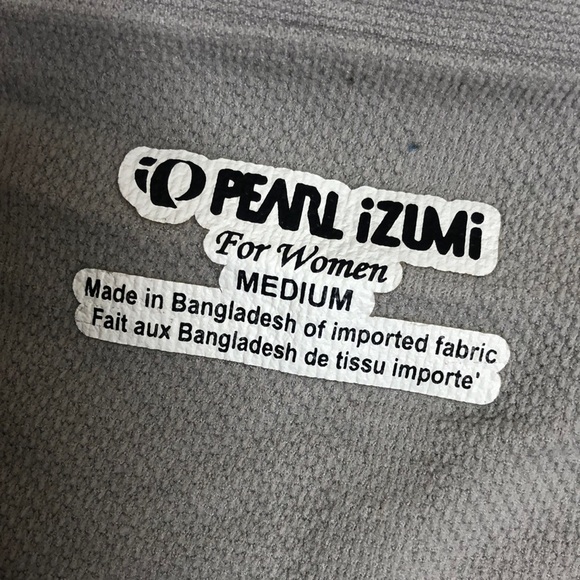 PEARL iZUMi
For Women
MEDIUM
Made in Bangladesh of imported fabric
Fait aux Bangladesh de tissu importe'